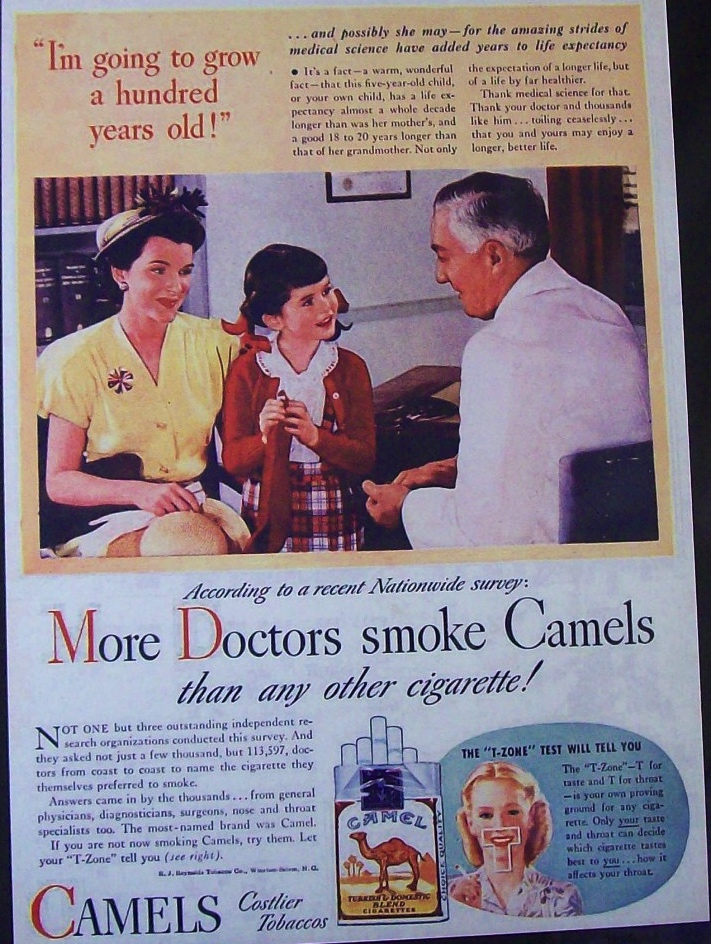 "I'm going to grow
a hundred
years old!"
...and possibly she may—for the amazing strides of
medical science have added years to life expectancy
● It's a fact—a warm, wonderful
fact—that this five-year-old child,
or your own child, has a life ex-
pectancy almost a whole decade
longer than was her mother's, and
a good 18 to 20 years longer than
that of her grandmother. Not only
the expectation of a longer life, but
of a life by far healthier.
Thank medical science for that.
Thank your doctor and thousands
like him...toiling ceaselessly...
that you and yours may enjoy a
longer, better life.
According to a recent Nationwide survey:
More Doctors smoke Camels
than any other cigarette!
NOT ONE but three outstanding independent re-
search organizations conducted this survey. And
they asked not just a few thousand, but 113,597, doc-
tors from coast to coast to name the cigarette they
themselves preferred to smoke.
Answers came in by the thousands...from general
physicians, diagnosticians, surgeons, nose and throat
specialists too. The most-named brand was Camel.
If you are not now smoking Camels, try them. Let
your "T-Zone" tell you (see right).
R. J. Reynolds Tobacco Co., Winston-Salem, N. C.
CAMELS
Costlier
Tobaccos
CAMEL
TURKISH & DOMESTIC
BLEND
CIGARETTES
CHOICE QUALITY
THE "T-ZONE" TEST WILL TELL YOU
The "T-Zone"—T for
taste and T for throat
—is your own proving
ground for any ciga-
rette. Only your taste
and throat can decide
which cigarette tastes
best to you...how it
affects your throat.
T